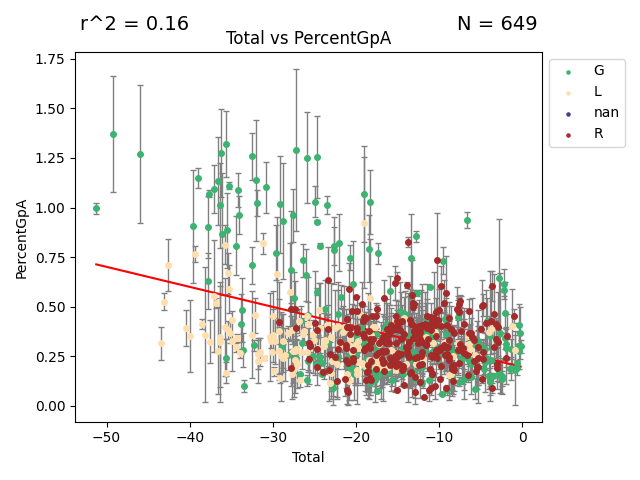 r^2 = 0.16
N = 649
Total vs PercentGpA
G
L
nan
R
PercentGpA
1.75
1.50
1.25
1.00
0.75
0.50
0.25
0.00
−50
−40
−30
−20
−10
0
Total